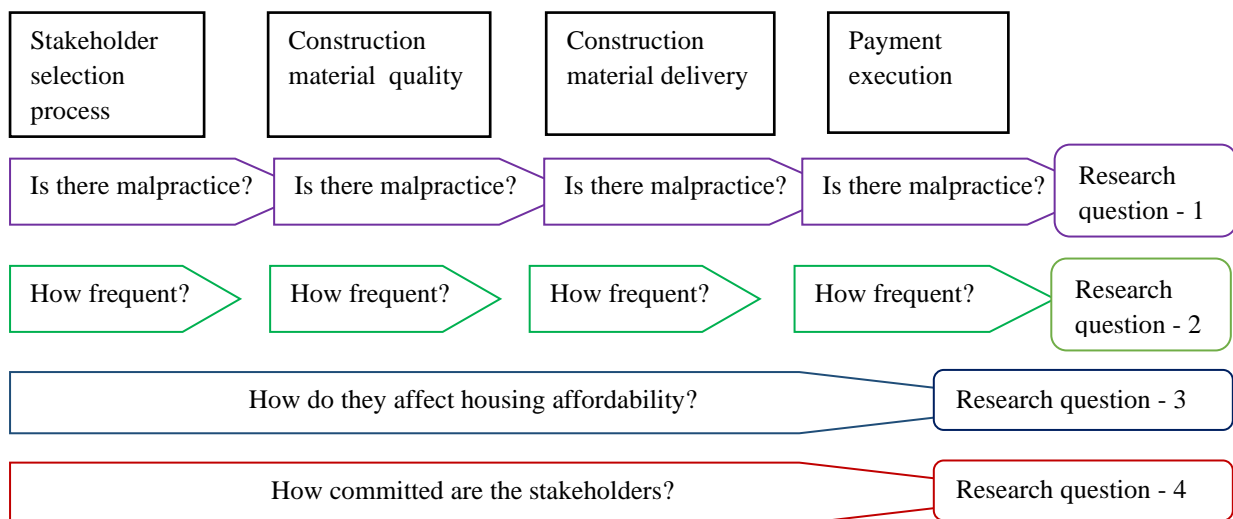 Stakeholder
selection
process
Construction
material quality
Construction
material delivery
Payment
execution
Is there malpractice?
Is there malpractice?
Is there malpractice?
Is there malpractice?
Research
question - 1
How frequent?
How frequent?
How frequent?
How frequent?
Research
question - 2
How do they affect housing affordability?
Research question - 3
How committed are the stakeholders?
Research question - 4